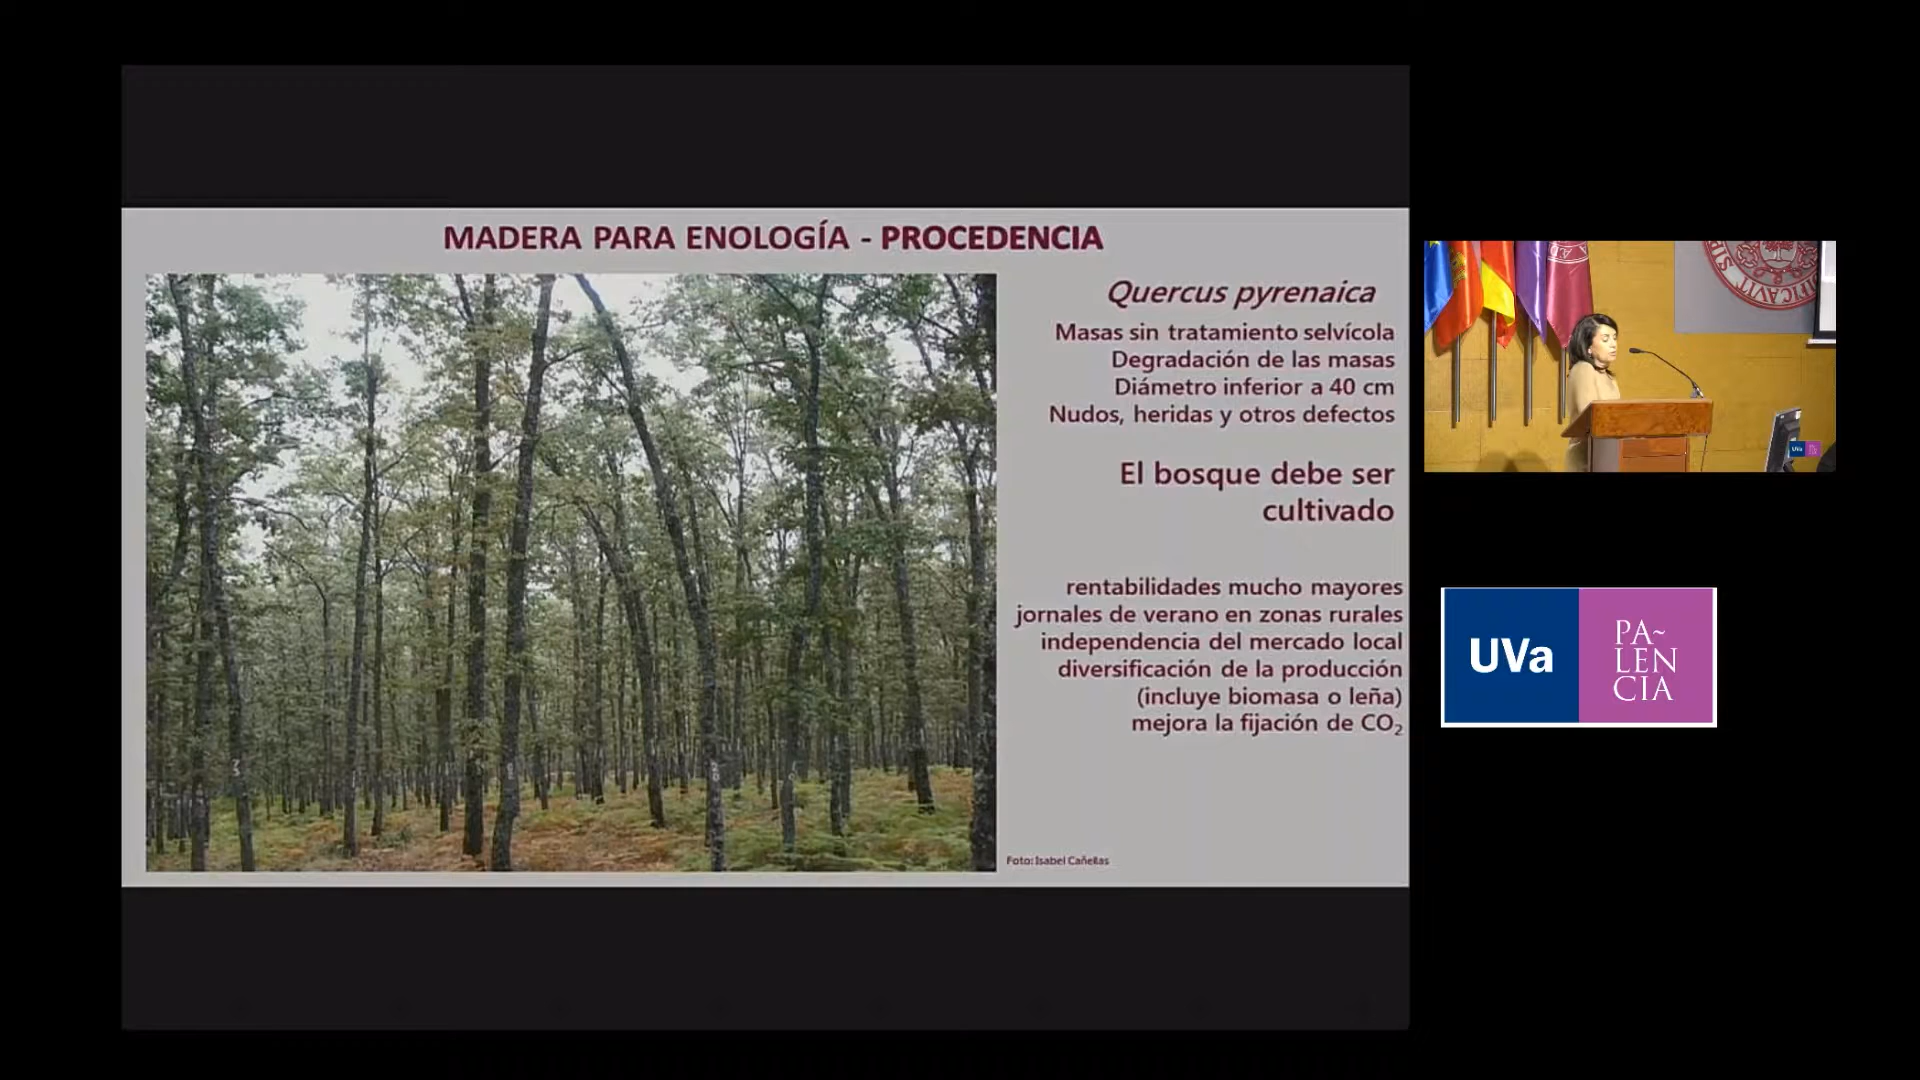 MADERA PARA ENOLOGÍA - PROCEDENCIA
Quercus pyrenaica
Masas sin tratamiento selvícola
Degradación de las masas
Diámetro inferior a 40 cm
Nudos, heridas y otros defectos
El bosque debe ser
cultivado
rentabilidades mucho mayores
jornales de verano en zonas rurales
independencia del mercado local
diversificación de la producción
(incluye biomasa o leña)
mejora la fijación de CO₂
Foto: Isabel Cañellas
UVa
PA~
LEN
CIA